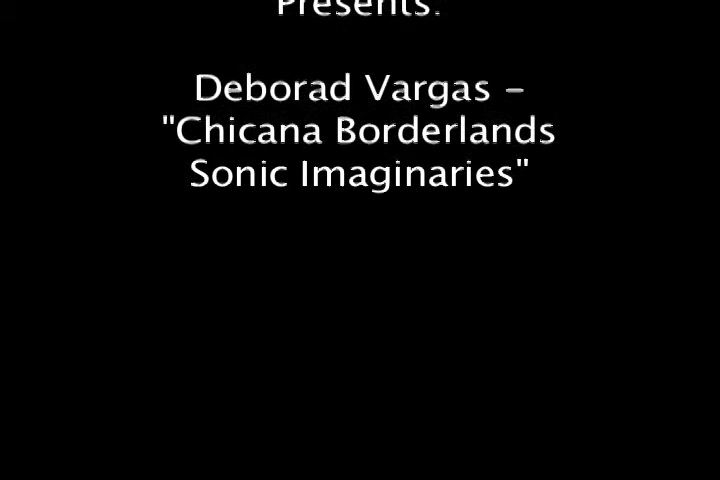 Presents:
Deborad Vargas -
"Chicana Borderlands
Sonic Imaginaries"